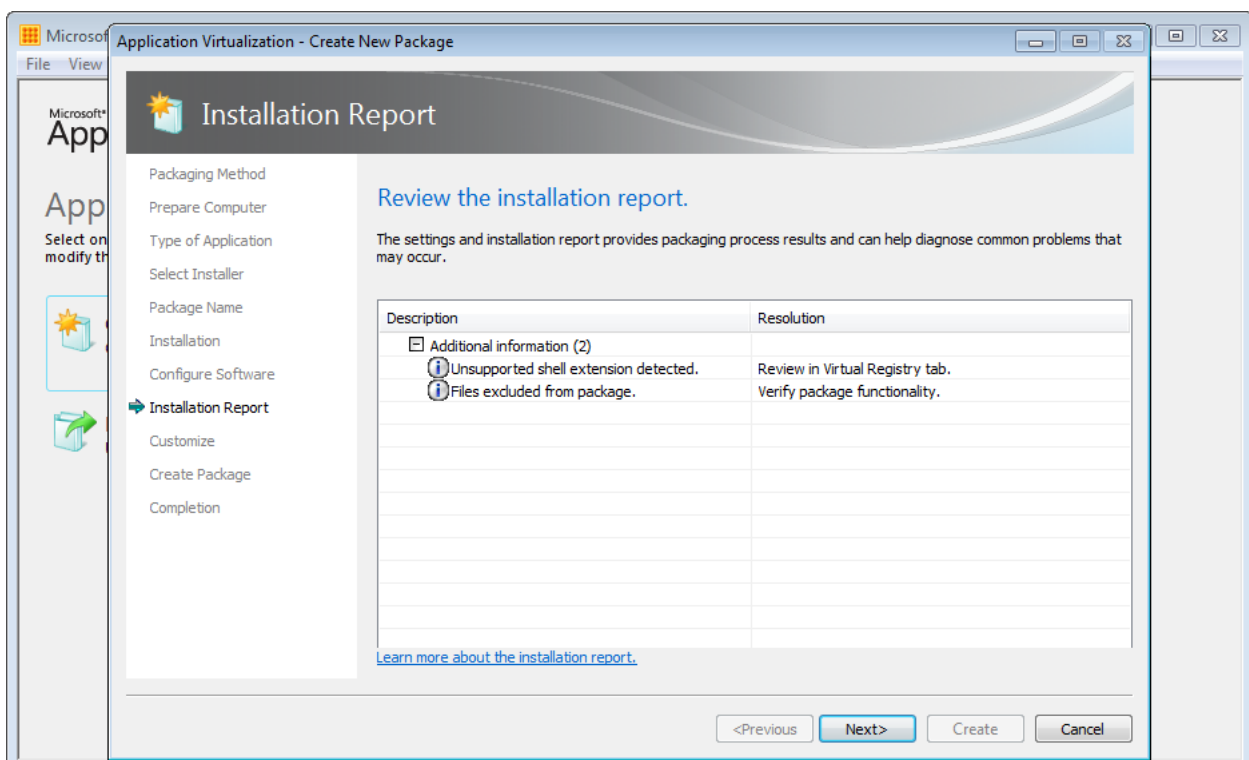 Microsof
File View
Microsoft®
App
App
Select on
modify th
Application Virtualization - Create New Package
Installation Report
Packaging Method
Prepare Computer
Type of Application
Select Installer
Package Name
Installation
Configure Software
Installation Report
Customize
Create Package
Completion
Review the installation report.
The settings and installation report provides packaging process results and can help diagnose common problems that
may occur.
Description Resolution
Additional information (2)
Unsupported shell extension detected. Review in Virtual Registry tab.
Files excluded from package. Verify package functionality.
Learn more about the installation report.
<Previous Next> Create Cancel